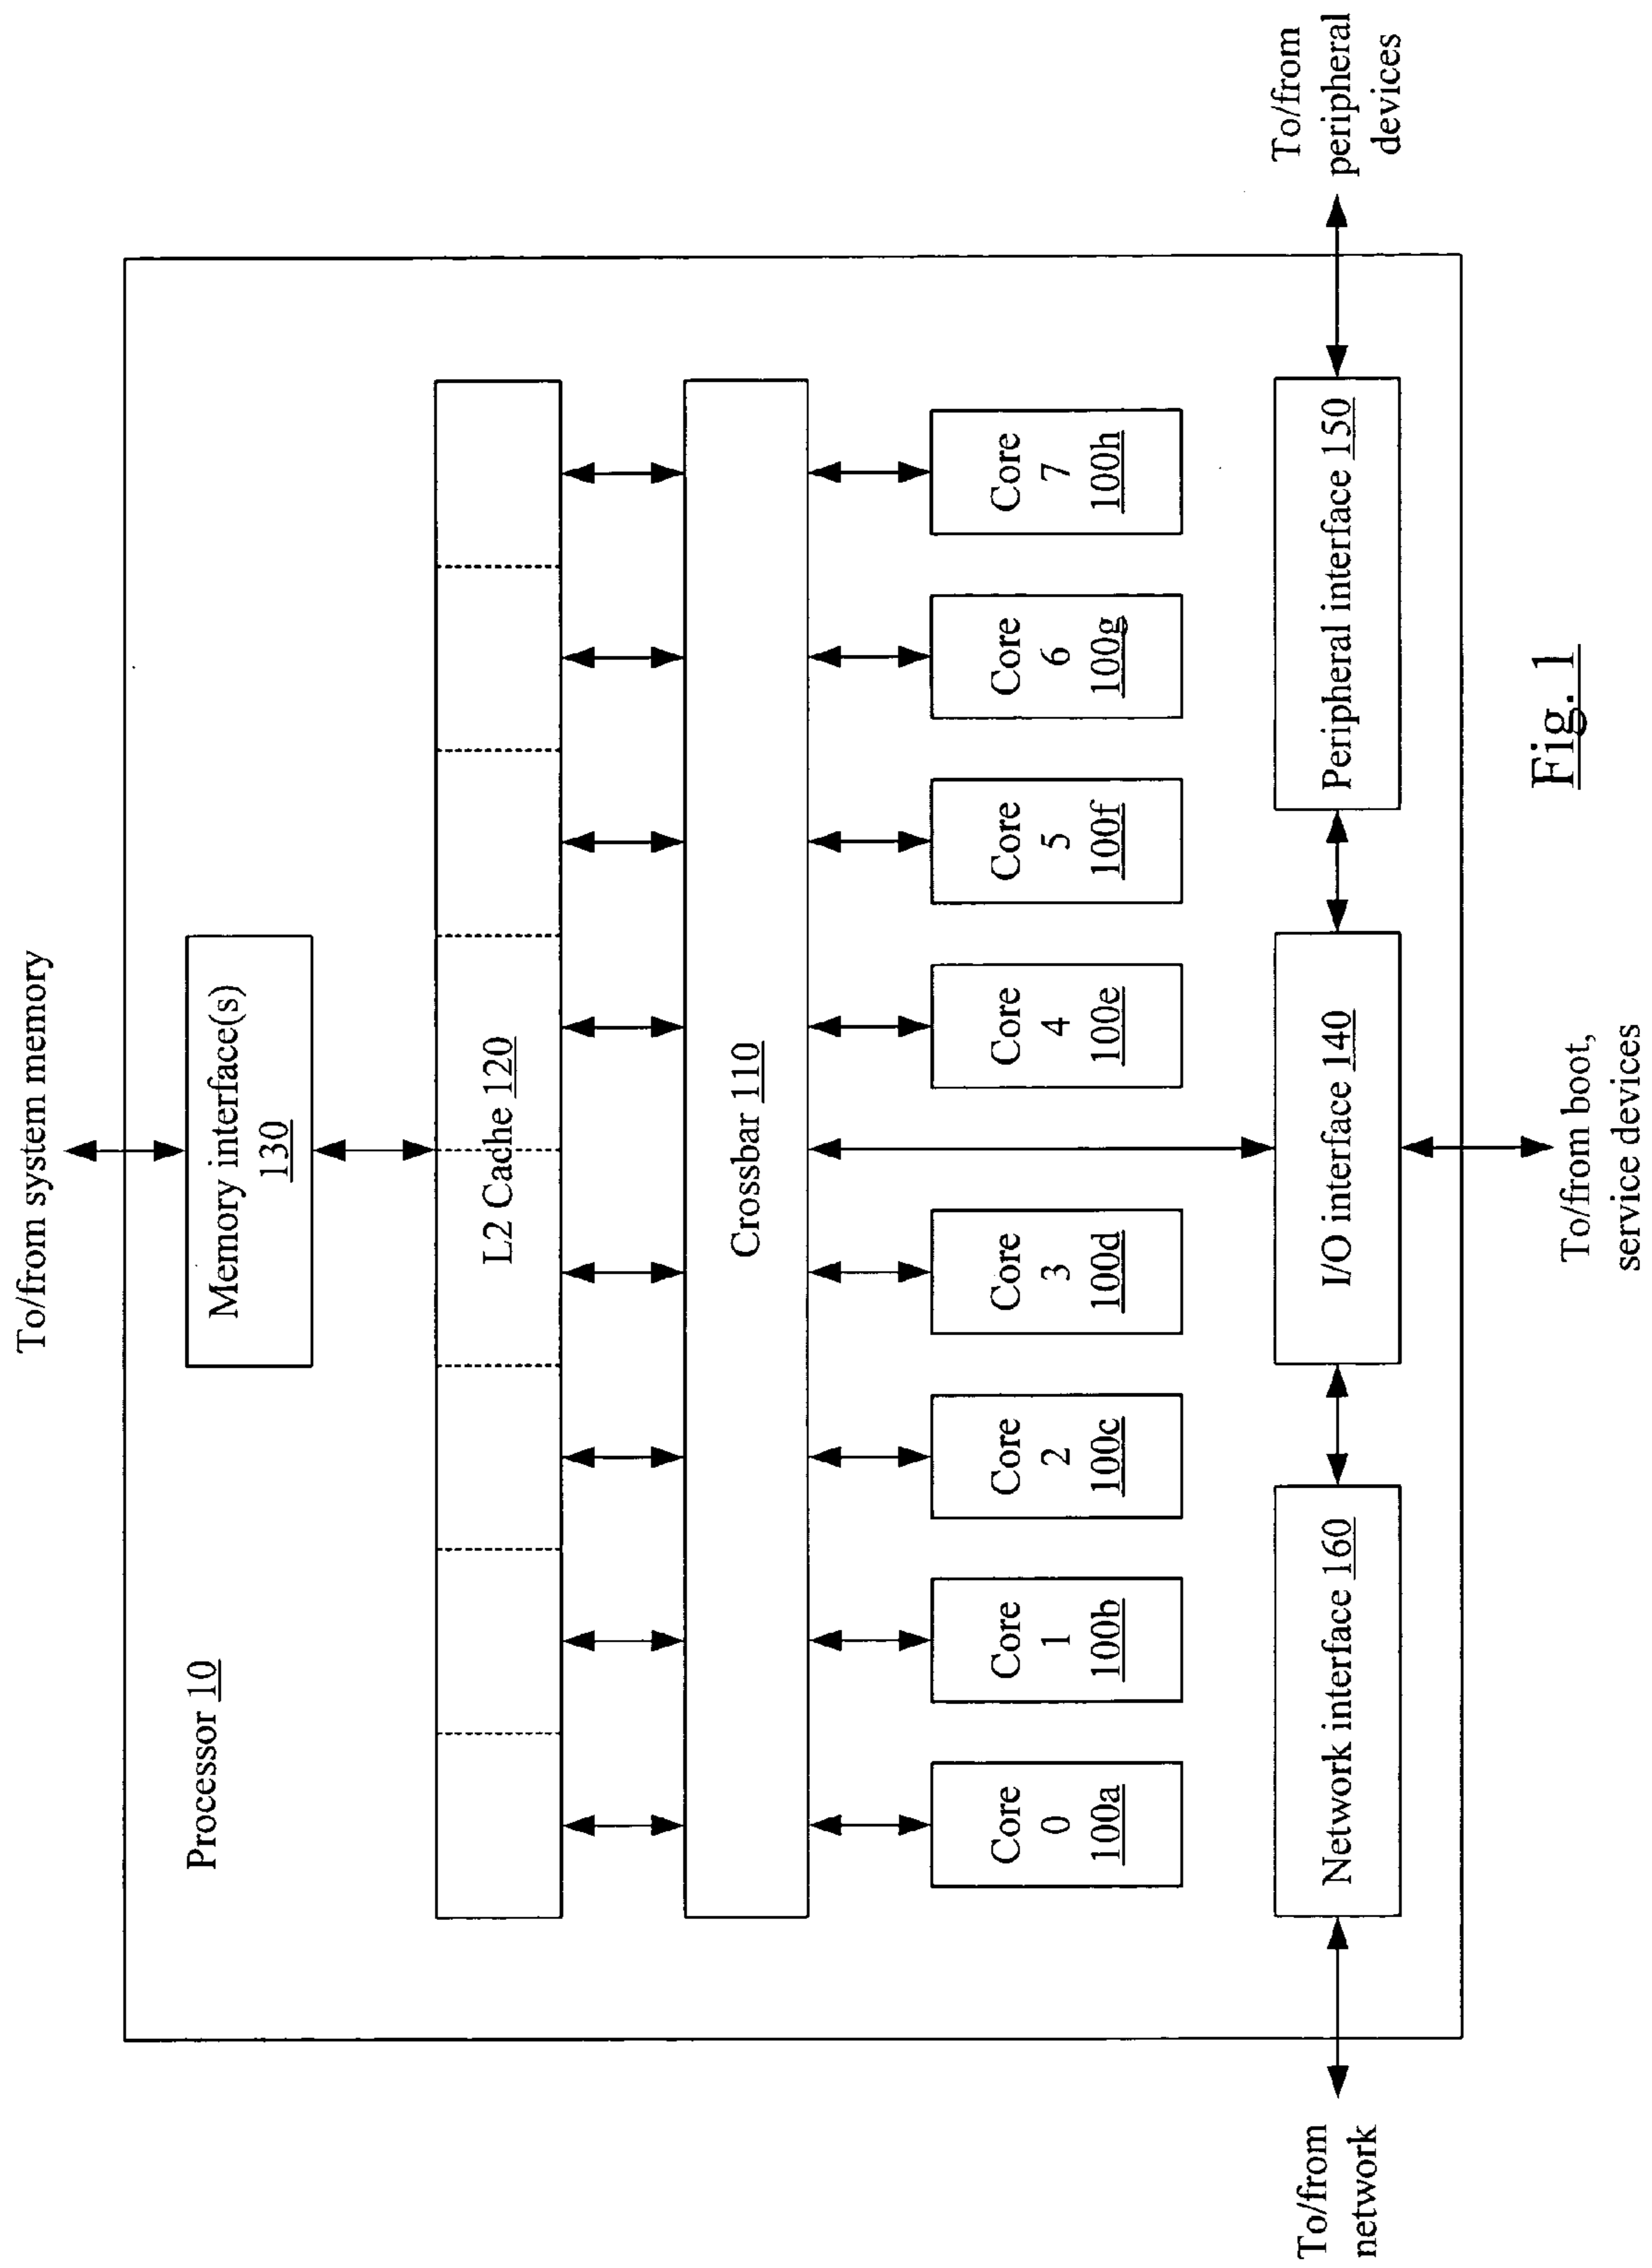 To/from system memory
Processor 10
Memory interface(s)
130
L2 Cache 120
Crossbar 110
Core
0
100a
Core
1
100b
Core
2
100c
Core
3
100d
Core
4
100e
Core
5
100f
Core
6
100g
Core
7
100h
To/from
network
Network interface 160
I/O interface 140
Peripheral interface 150
To/from
peripheral
devices
To/from boot,
service devices
Fig. 1